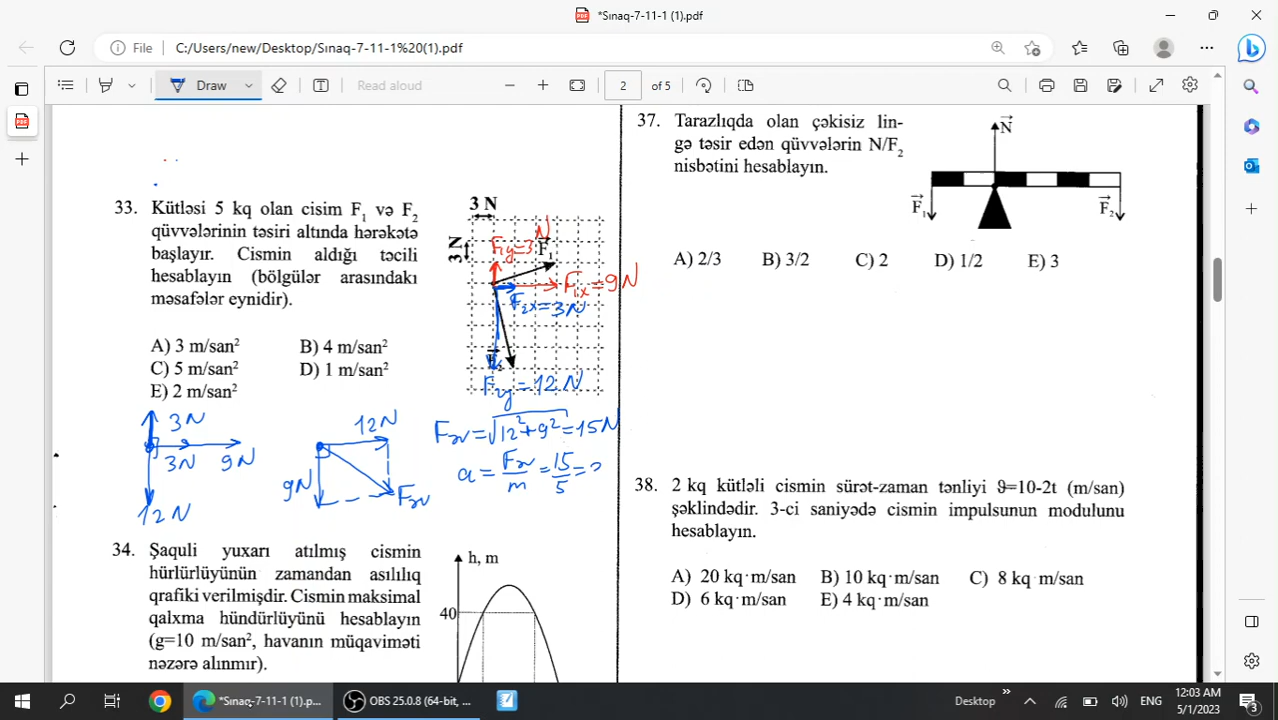 *Sınaq-7-11-1 (1).pdf
File
C:/Users/new/Desktop/Sınaq-7-11-1%20(1).pdf
Draw
Read aloud
2
of 5
33. Kütləsi 5 kq olan cisim F₁ və F₂
qüvvələrinin təsiri altında hərəkətə
başlayır. Cismin aldığı təcili
hesablayın (bölgülər arasındakı
məsafələr eynidir).
A) 3 m/san²
B) 4 m/san²
C) 5 m/san²
D) 1 m/san²
E) 2 m/san²
3 N
3 N
F₁y=3N
F₁
F₁x=9N
F₂x=3N
F₂y=12N
3N
3N 9N
12N
12N
9N
Fəv
Fəv=√12²+9²=15N
a=Fəv/m=15/5=
34. Şaquli yuxarı atılmış cismin
hürlürlüyünün zamandan asılılıq
qrafiki verilmişdir. Cismin maksimal
qalxma hündürlüyünü hesablayın
(g=10 m/san², havanın müqaviməti
nəzərə alınmır).
h, m
40
37. Tarazlıqda olan çəkisiz lin-
gə təsir edən qüvvələrin N/F₂
nisbətini hesablayın.
N
F₁
F₂
A) 2/3 B) 3/2 C) 2 D) 1/2 E) 3
38. 2 kq kütləli cismin sürət-zaman tənliyi ϑ=10-2t (m/san)
şəklindədir. 3-ci saniyədə cismin impulsunun modulunu
hesablayın.
A) 20 kq·m/san B) 10 kq·m/san C) 8 kq·m/san
D) 6 kq·m/san E) 4 kq·m/san
*Sınaq-7-11-1 (1).p...
OBS 25.0.8 (64-bit, ...
Desktop
ENG
12:03 AM
5/1/2023
3